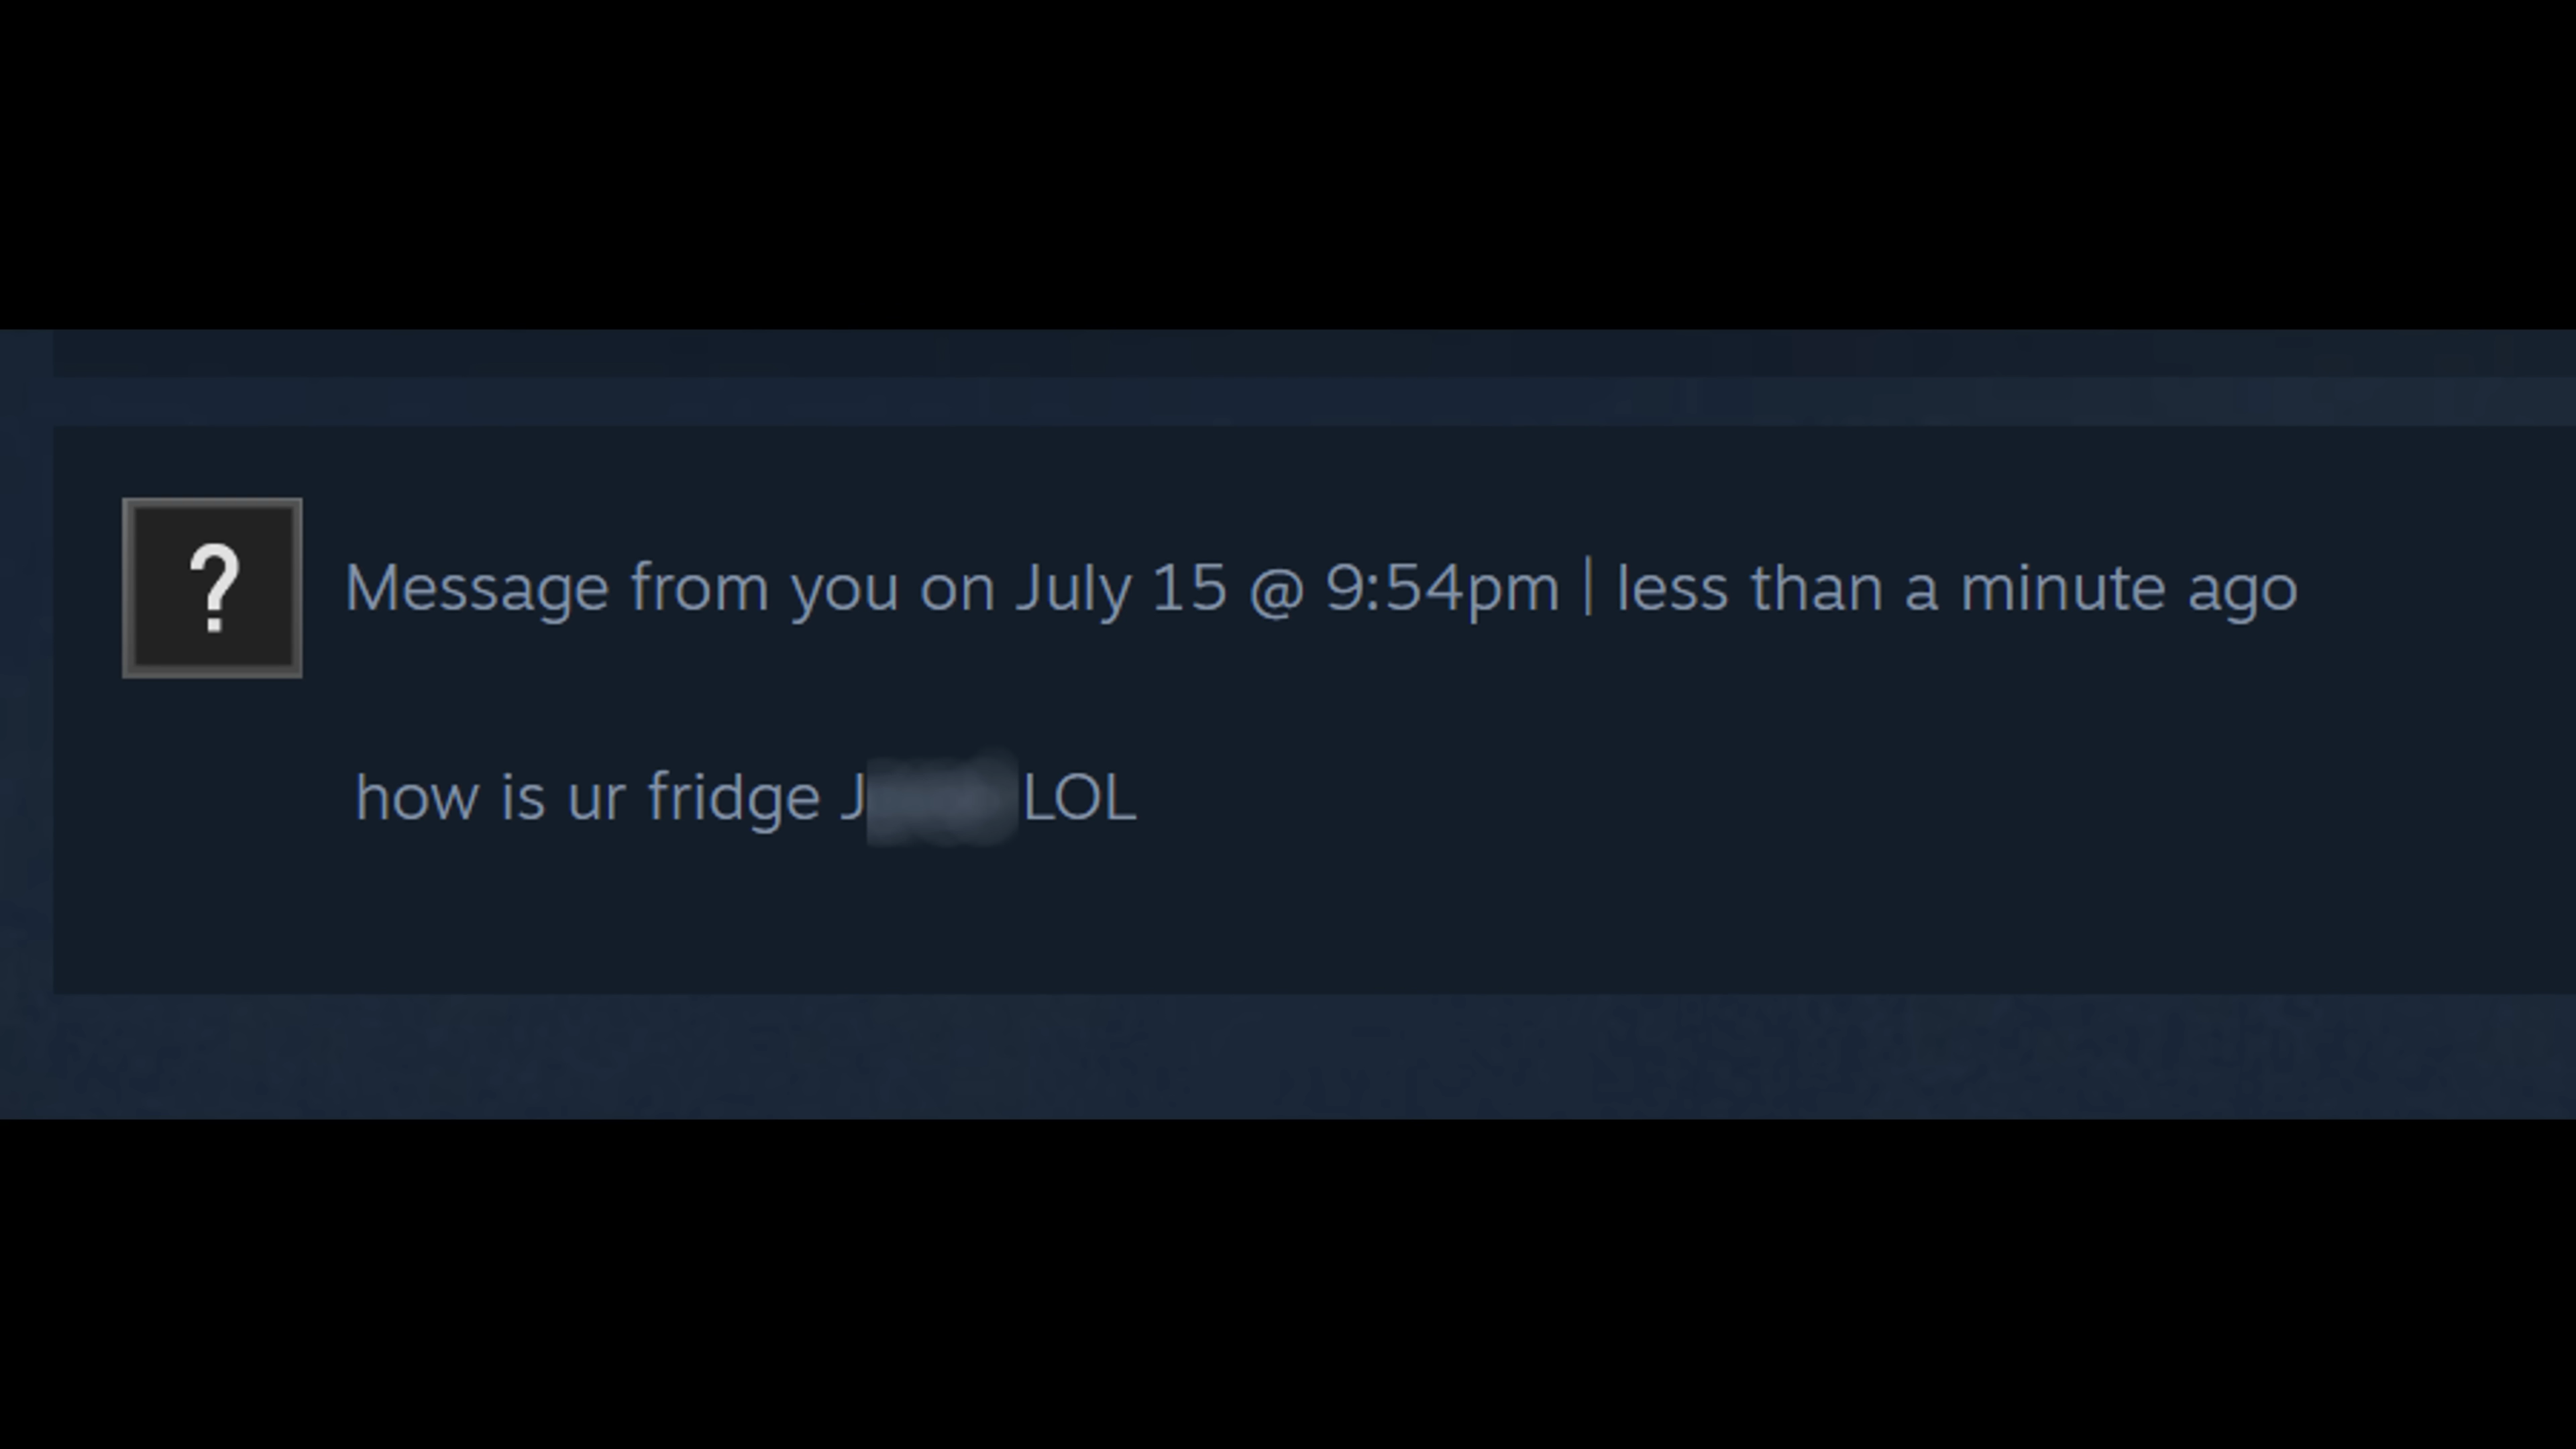 ?
Message from you on July 15 @ 9:54pm | less than a minute ago
how is ur fridge J LOL